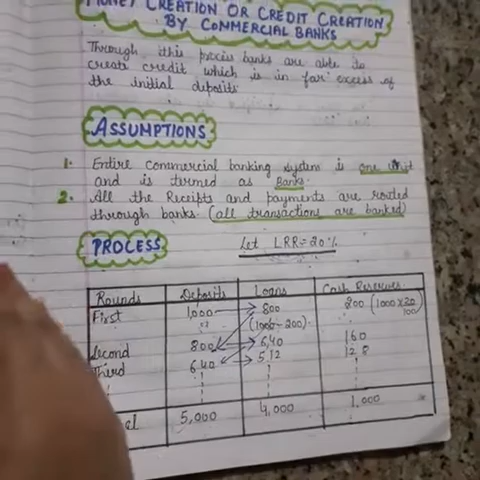 MONEY CREATION OR CREDIT CREATION
BY COMMERCIAL BANKS
Through this process banks are able to
create credit which is in far excess of
the initial deposits
ASSUMPTIONS
1. Entire commercial banking system is one unit
and is termed as Banks.
2. All the Receipts and payments are routed
through banks (all transactions are banked)
PROCESS Let LRR=20%
Rounds Deposits Loans Cash Reserves
First 1,000 800 200 (1000×20/100)
(1000-200)
Second 800 640 160
Third 640 512 128
5,000 4,000 1,000